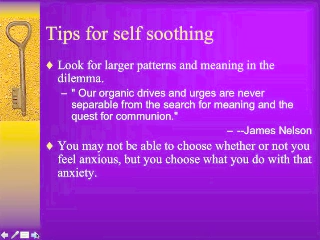 Tips for self soothing
Look for larger patterns and meaning in the
dilemma.
– " Our organic drives and urges are never
separable from the search for meaning and the
quest for communion."
– --James Nelson
You may not be able to choose whether or not you
feel anxious, but you choose what you do with that
anxiety.